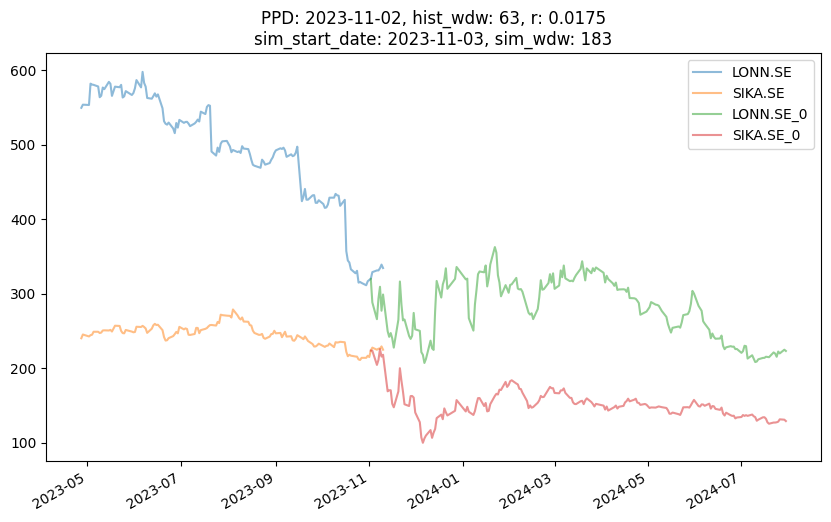 PPD: 2023-11-02, hist_wdw: 63, r: 0.0175
sim_start_date: 2023-11-03, sim_wdw: 183
LONN.SE
SIKA.SE
LONN.SE_0
SIKA.SE_0
600
500
400
300
200
100
2023-05
2023-07
2023-09
2023-11
2024-01
2024-03
2024-05
2024-07